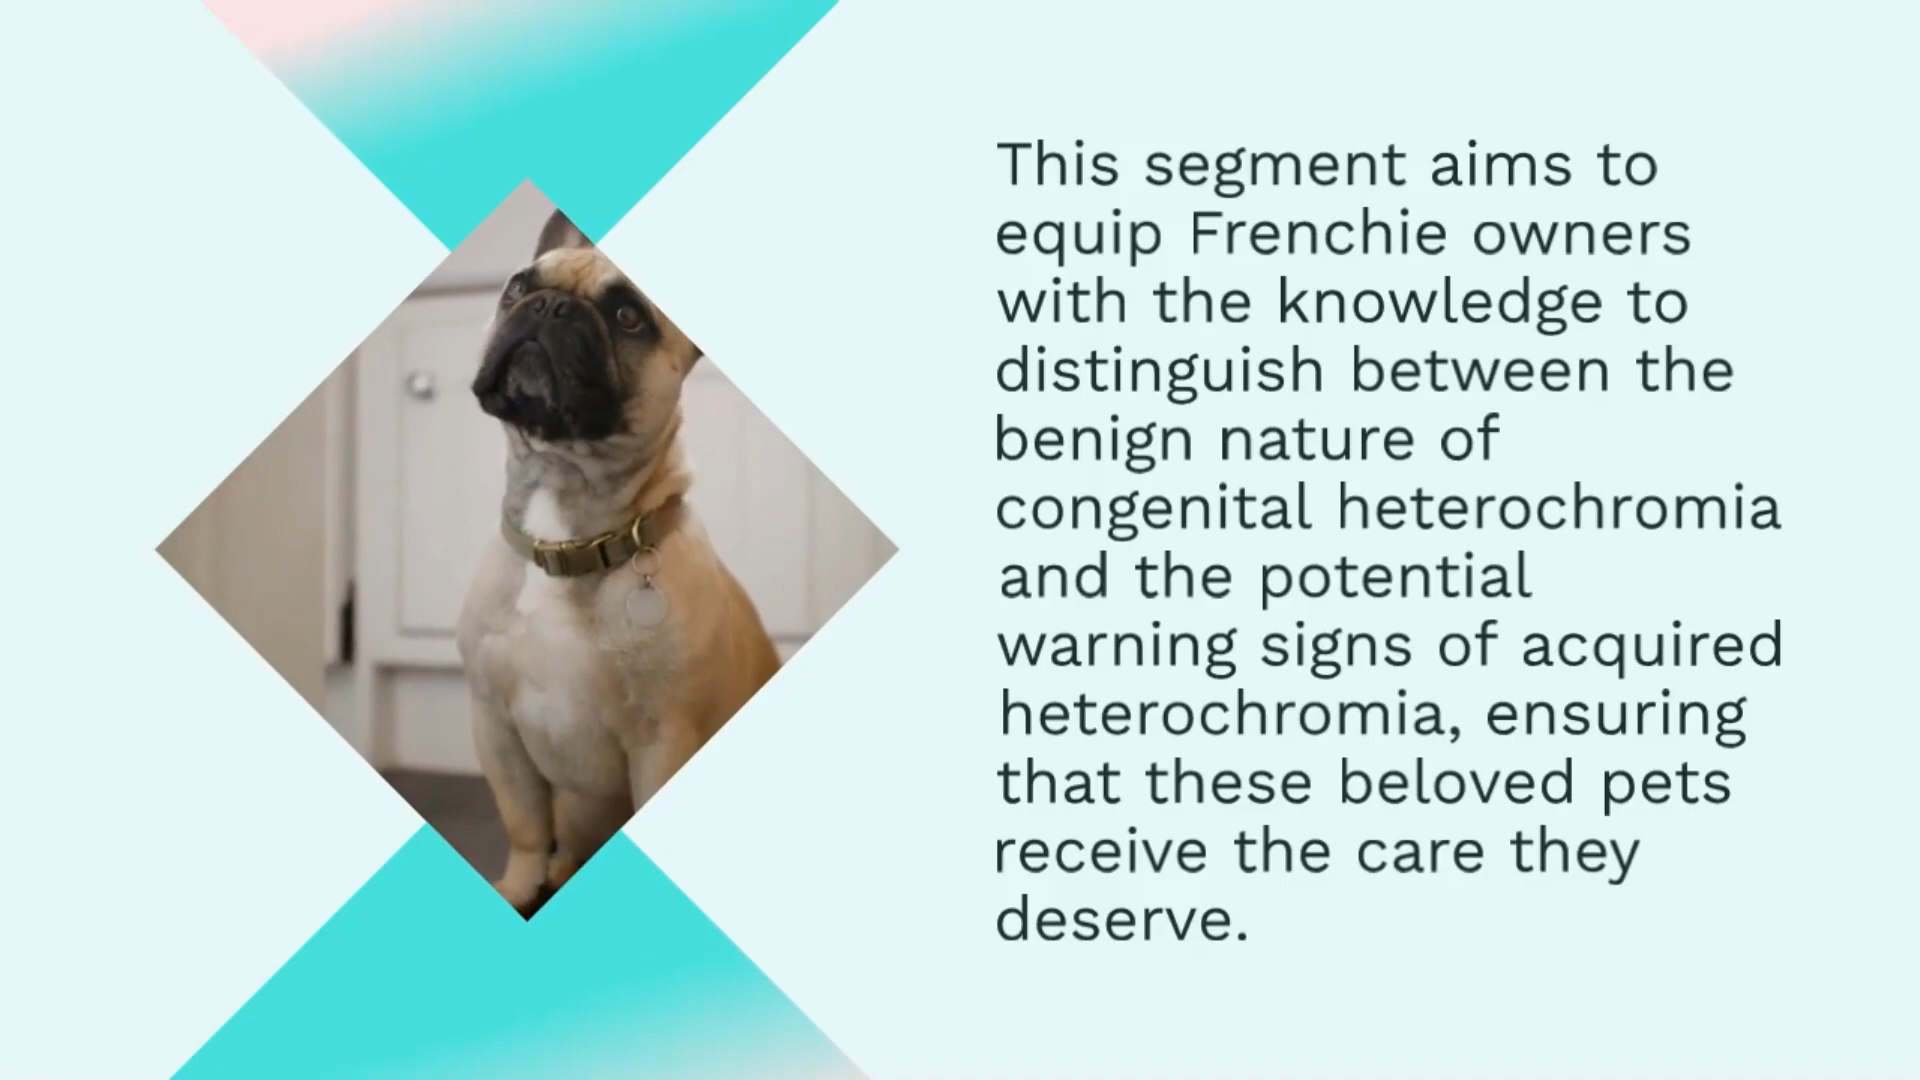 This segment aims to
equip Frenchie owners
with the knowledge to
distinguish between the
benign nature of
congenital heterochromia
and the potential
warning signs of acquired
heterochromia, ensuring
that these beloved pets
receive the care they
deserve.